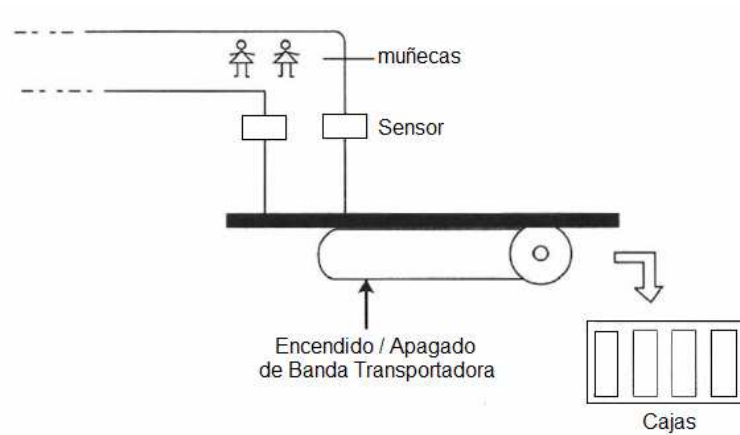 muñecas
Sensor
Encendido / Apagado
de Banda Transportadora
Cajas